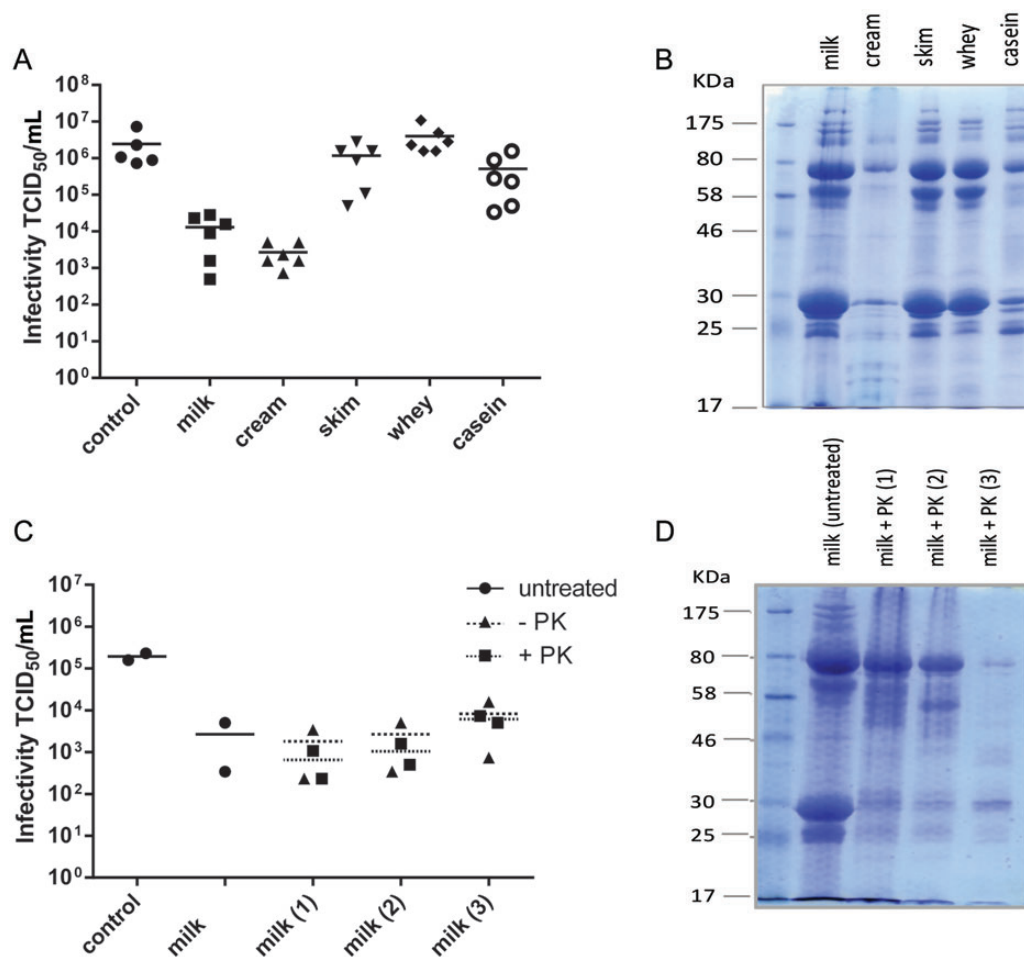 A
Infectivity TCID₅₀/mL
10⁸
10⁷
10⁶
10⁵
10⁴
10³
10²
10¹
10⁰
control
milk
cream
skim
whey
casein
B
milk
cream
skim
whey
casein
KDa
175
80
58
46
30
25
17
C
Infectivity TCID₅₀/mL
10⁷
10⁶
10⁵
10⁴
10³
10²
10¹
10⁰
untreated
- PK
+ PK
control
milk
milk (1)
milk (2)
milk (3)
D
milk (untreated)
milk + PK (1)
milk + PK (2)
milk + PK (3)
KDa
175
80
58
46
30
25
17